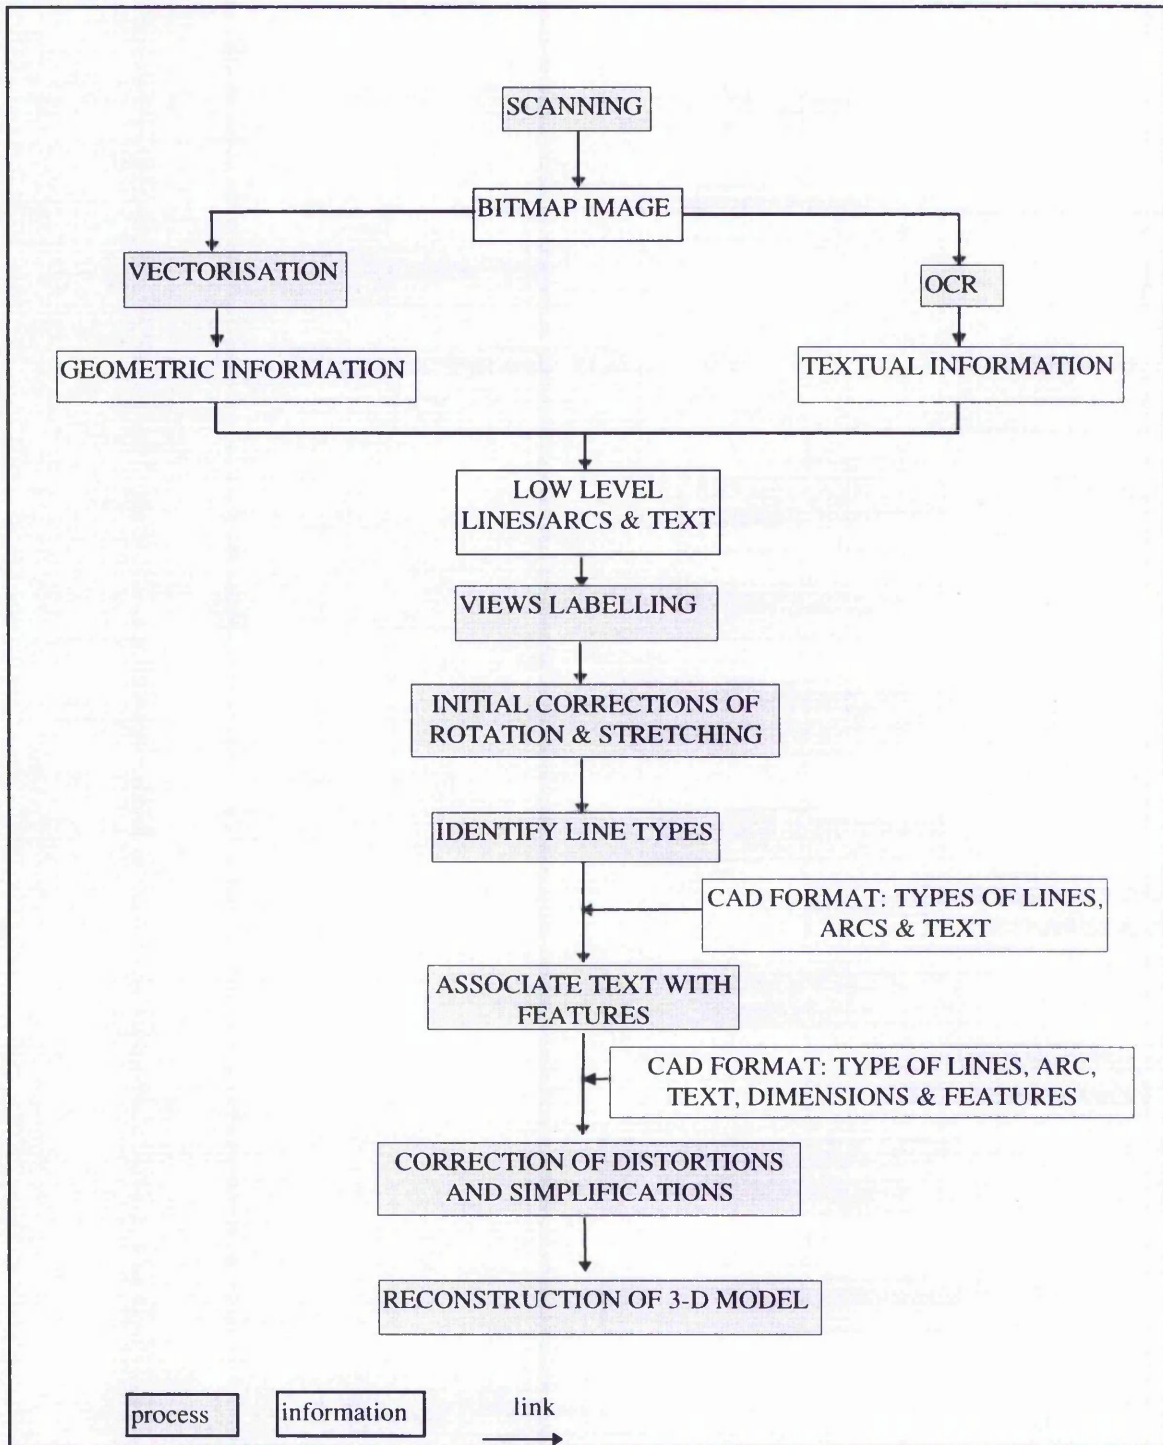 SCANNING
BITMAP IMAGE
VECTORISATION
OCR
GEOMETRIC INFORMATION
TEXTUAL INFORMATION
LOW LEVEL
LINES/ARCS & TEXT
VIEWS LABELLING
INITIAL CORRECTIONS OF
ROTATION & STRETCHING
IDENTIFY LINE TYPES
CAD FORMAT: TYPES OF LINES,
ARCS & TEXT
ASSOCIATE TEXT WITH
FEATURES
CAD FORMAT: TYPE OF LINES, ARC,
TEXT, DIMENSIONS & FEATURES
CORRECTION OF DISTORTIONS
AND SIMPLIFICATIONS
RECONSTRUCTION OF 3-D MODEL
process
information
link